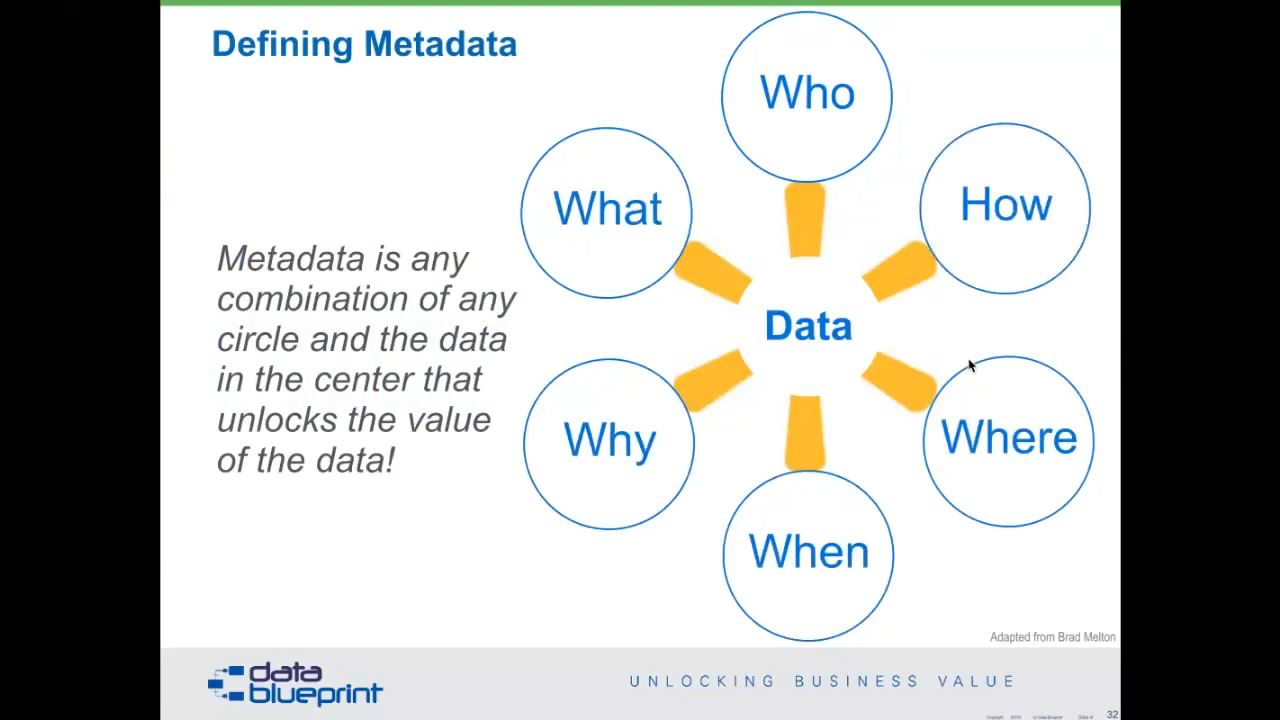 Defining Metadata
Who
What
How
Metadata is any
combination of any
circle and the data
in the center that
unlocks the value
of the data!
Data
Why
Where
When
Adapted from Brad Melton
data
blueprint
UNLOCKING BUSINESS VALUE
32